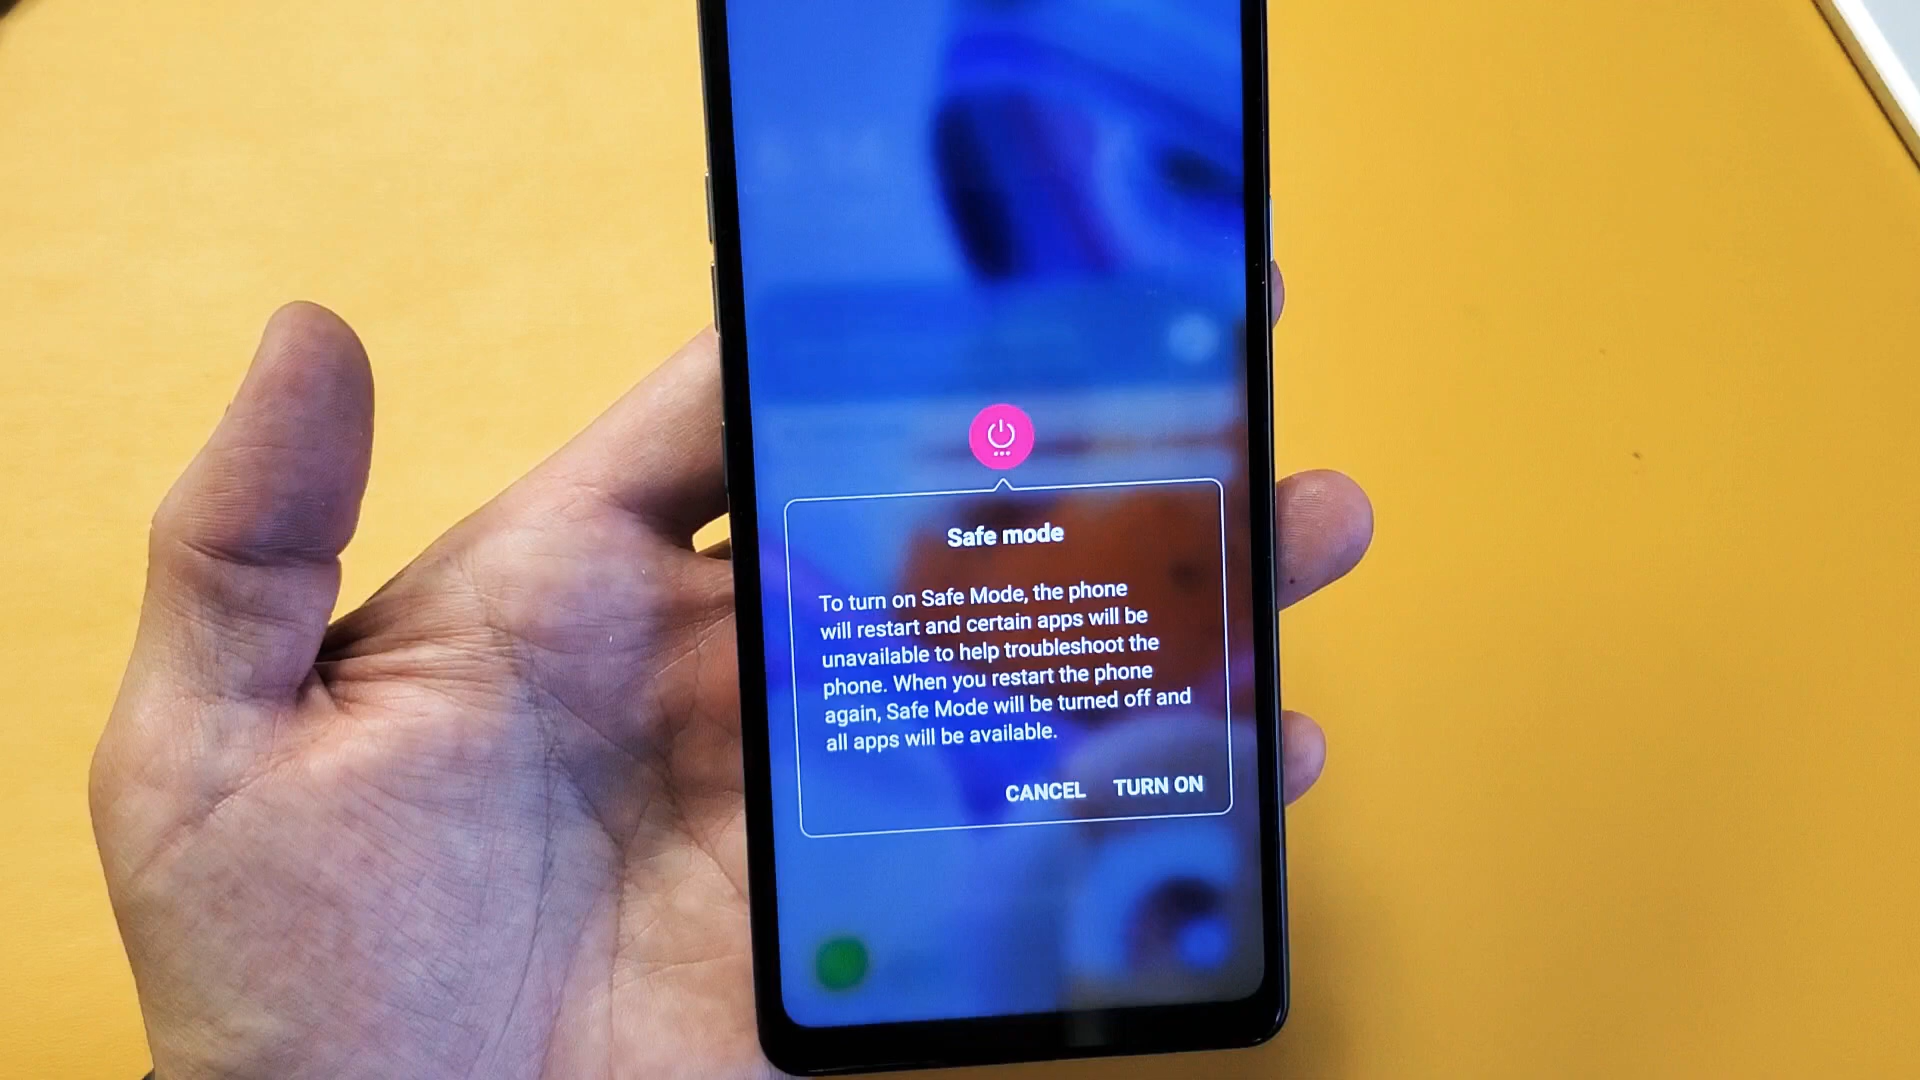 Safe mode
To turn on Safe Mode, the phone
will restart and certain apps will be
unavailable to help troubleshoot the
phone. When you restart the phone
again, Safe Mode will be turned off and
all apps will be available.
CANCEL TURN ON